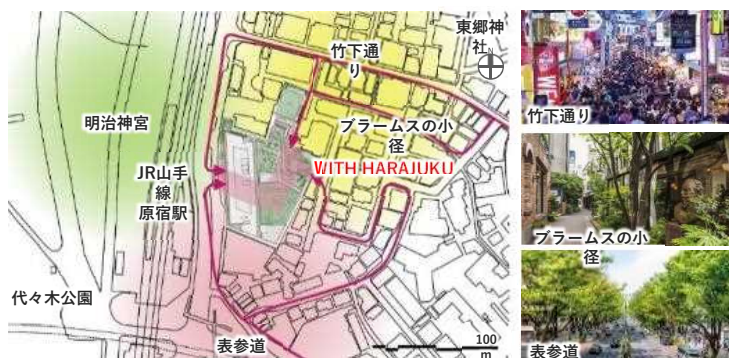 東郷神
社
N
竹下通
り
明治神宮
ブラームスの小
径
WITH HARAJUKU
JR山手
線
原宿駅
代々木公園
表参道
100
m
竹下通り
ブラームスの小
径
表参道